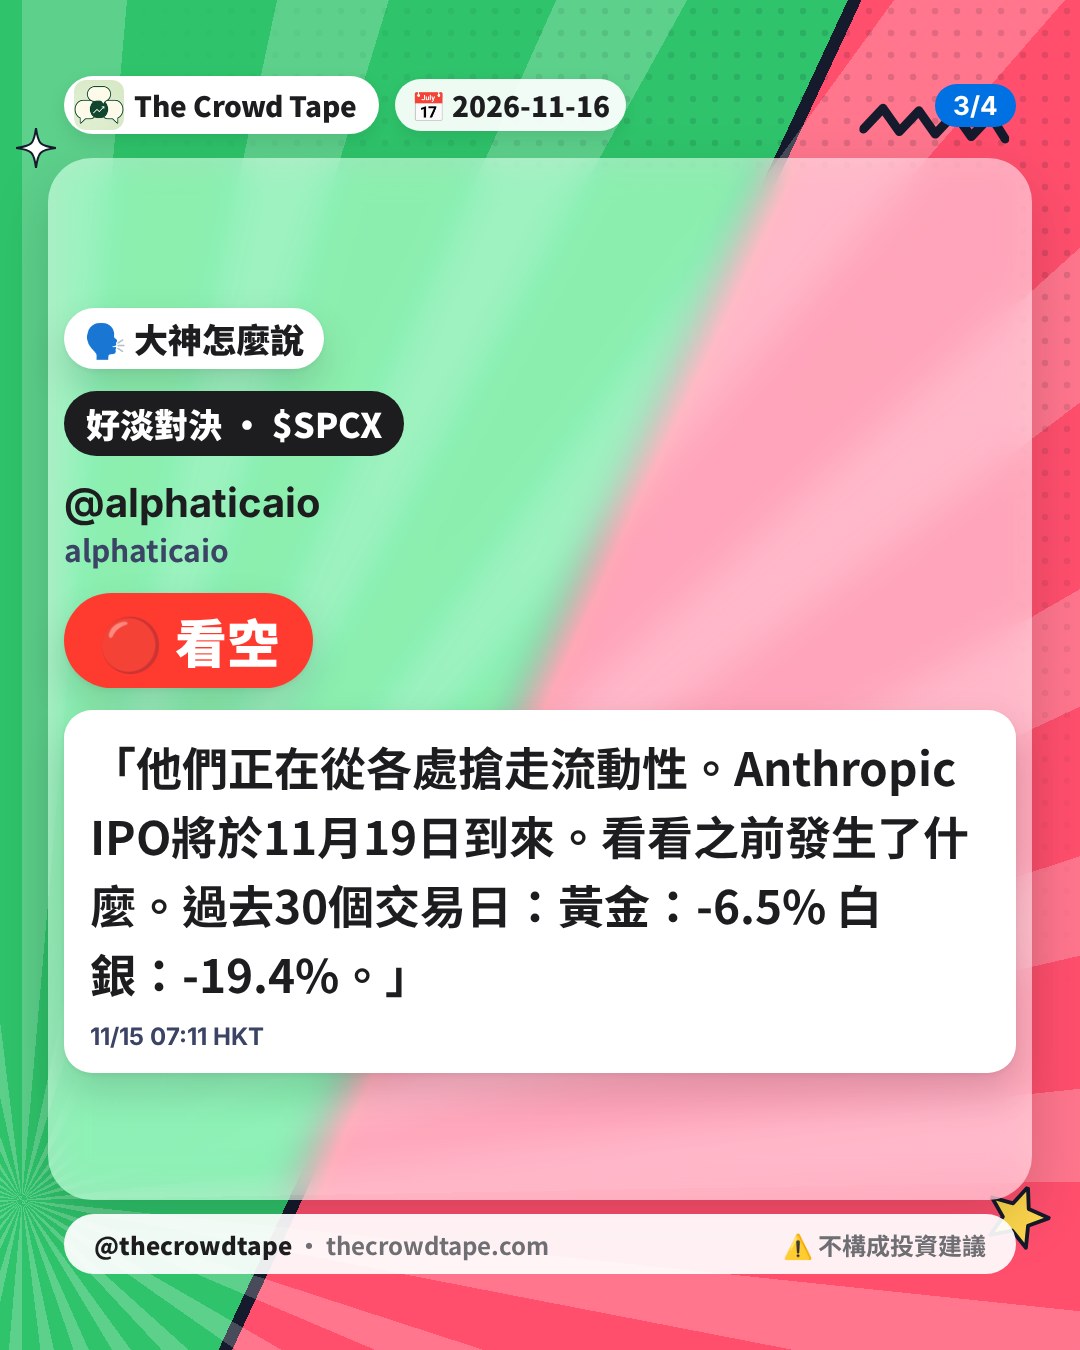 The Crowd Tape
2026-11-16
3/4
大神怎麼說
好淡對決 · $SPCX
@alphaticaio
alphaticaio
看空
「他們正在從各處搶走流動性。Anthropic
IPO將於11月19日到來。看看之前發生了什
麼。過去30個交易日：黃金：-6.5% 白
銀：-19.4%。」
11/15 07:11 HKT
@thecrowdtape · thecrowdtape.com
不構成投資建議